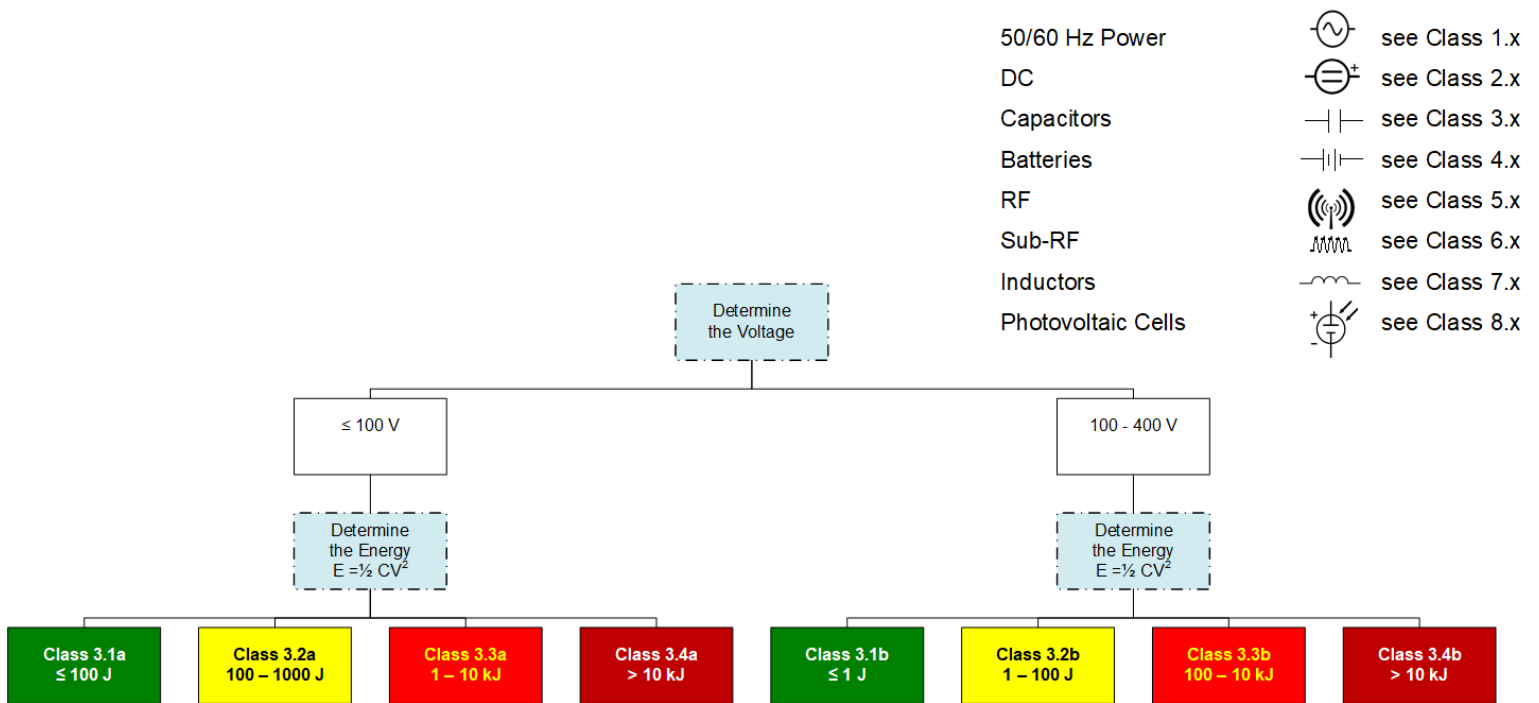 50/60 Hz Power see Class 1.x
DC see Class 2.x
Capacitors see Class 3.x
Batteries see Class 4.x
RF see Class 5.x
Sub-RF see Class 6.x
Inductors see Class 7.x
Photovoltaic Cells see Class 8.x
Determine
the Voltage
≤ 100 V
100 - 400 V
Determine
the Energy
E =½ CV²
Determine
the Energy
E =½ CV²
Class 3.1a
≤ 100 J
Class 3.2a
100 – 1000 J
Class 3.3a
1 – 10 kJ
Class 3.4a
> 10 kJ
Class 3.1b
≤ 1 J
Class 3.2b
1 – 100 J
Class 3.3b
100 – 10 kJ
Class 3.4b
> 10 kJ